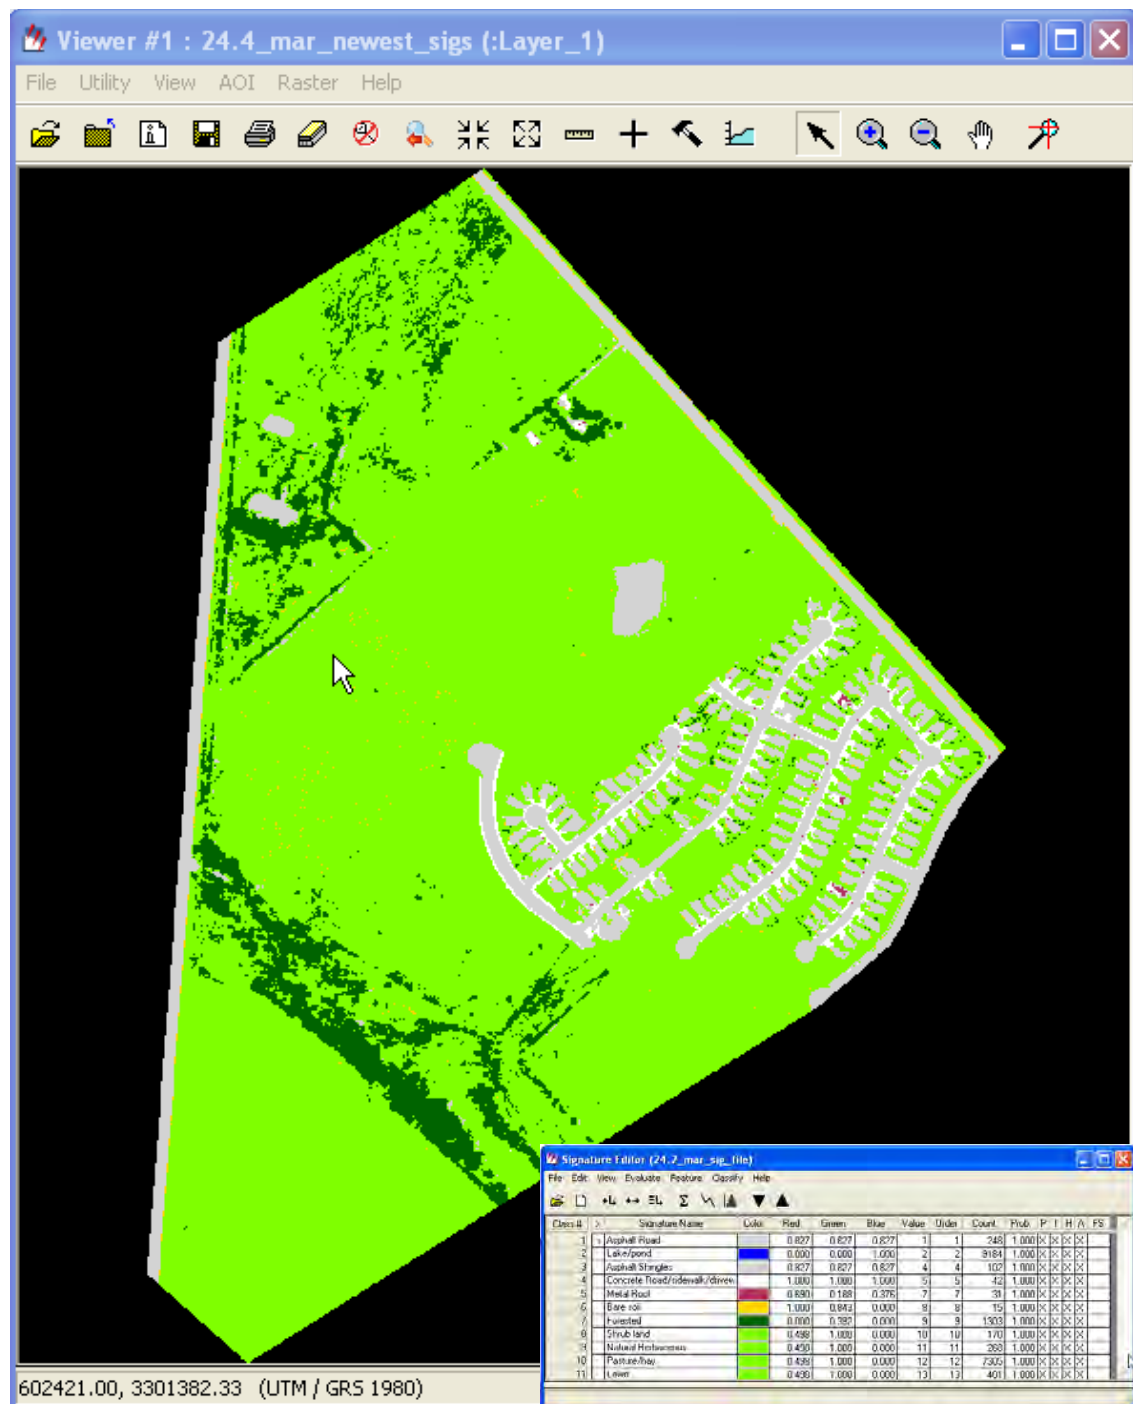 Viewer #1 : 24.4_mar_newest_sigs (:Layer_1)
File Utility View AOI Raster Help
Signature Editor (24.2_mar_sig_file)
File Edit View Evaluate Feature Classify Help
Class # > Signature Name Color Red Green Blue Value Order Count Prob. P I H A FS
1 Asphalt Road 0.827 0.827 0.827 1 1 248 1.000 X X X X
2 Lake/pond 0.000 0.000 1.000 2 2 9184 1.000 X X X X
3 Asphalt Shingles 0.827 0.827 0.827 4 4 102 1.000 X X X X
4 Concrete Road/sidewalk/drivew 1.000 1.000 1.000 5 5 42 1.000 X X X X
5 Metal Roof 0.690 0.188 0.376 7 7 31 1.000 X X X X
6 Bare soil 1.000 0.843 0.000 8 8 15 1.000 X X X X
7 Forested 0.000 0.392 0.000 9 9 1303 1.000 X X X X
8 Shrub land 0.498 1.000 0.000 10 10 170 1.000 X X X X
9 Natural Herbaceous 0.498 1.000 0.000 11 11 268 1.000 X X X X
10 Pasture/hay 0.498 1.000 0.000 12 12 7305 1.000 X X X X
11 Lawn 0.498 1.000 0.000 13 13 401 1.000 X X X X
602421.00, 3301382.33 (UTM / GRS 1980)